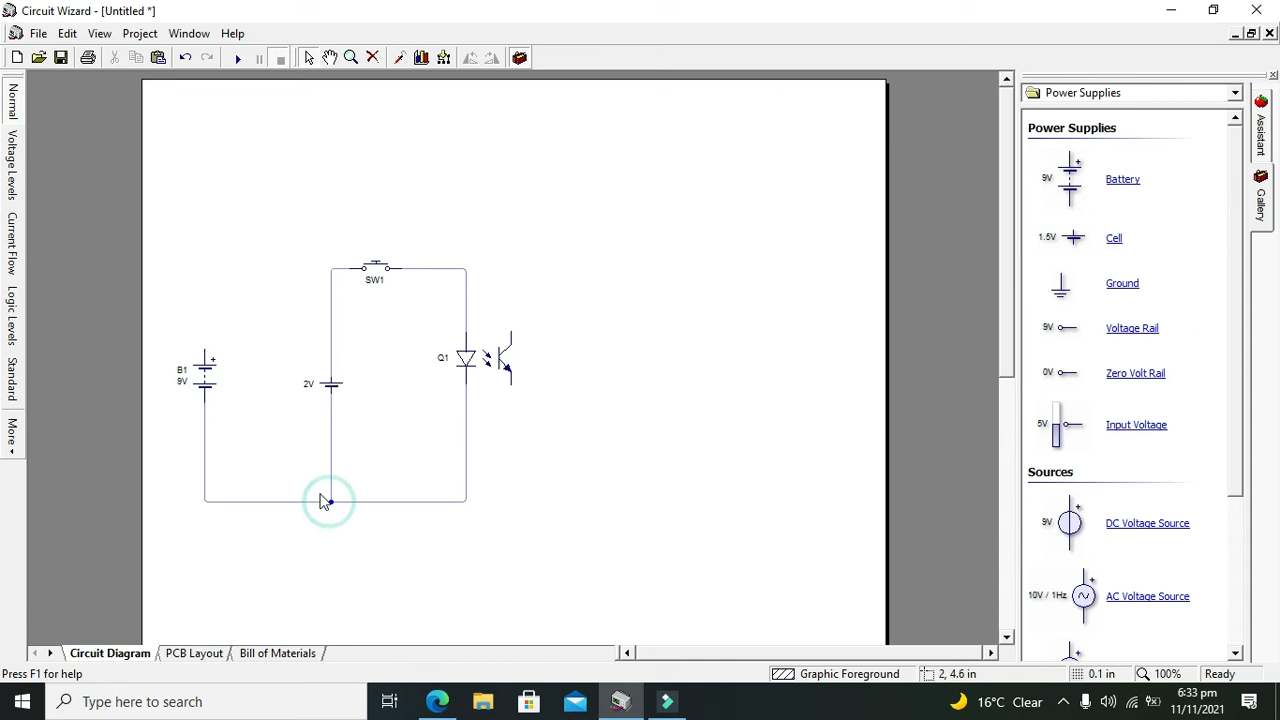 Circuit Wizard - [Untitled *]
File Edit View Project Window Help
Normal
Voltage Levels
Current Flow
Logic Levels
Standard
More
SW1
B1
9V
2V
Q1
Power Supplies
Power Supplies
9V Battery
1.5V Cell
Ground
9V Voltage Rail
0V Zero Volt Rail
5V Input Voltage
Sources
9V DC Voltage Source
10V / 1Hz AC Voltage Source
Assistant
Gallery
Circuit Diagram PCB Layout Bill of Materials
Press F1 for help Graphic Foreground 2, 4.6 in 0.1 in 100% Ready
Type here to search 16°C Clear 6:33 pm
11/11/2021